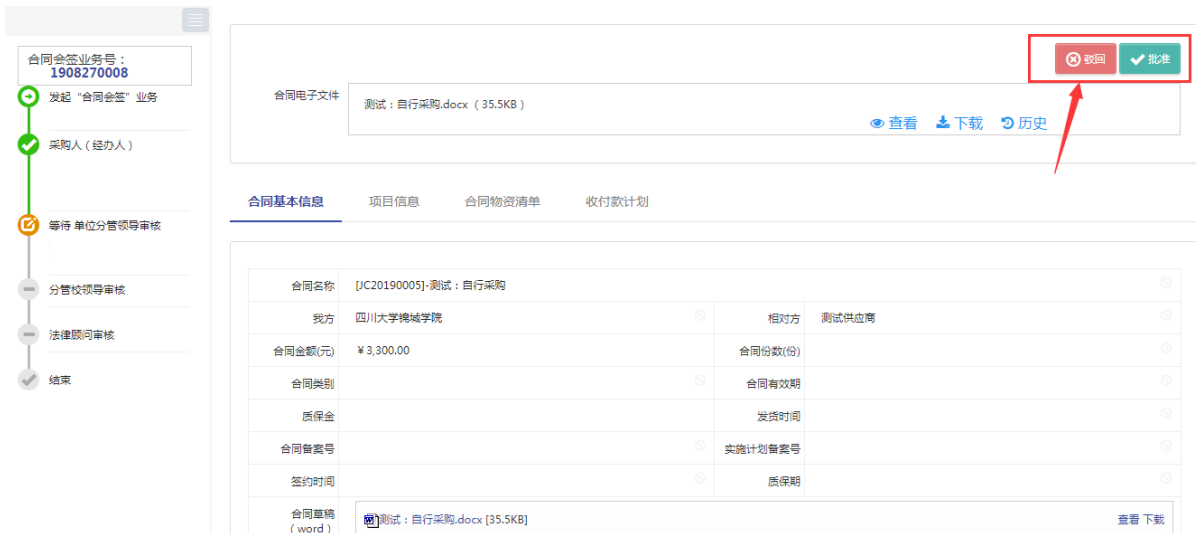 合同会签业务号：
1908270008
发起“合同会签”业务
采购人（经办人）
等待 单位分管领导审核
分管校领导审核
法律顾问审核
结束
驳回
批准
合同电子文件
测试：自行采购.docx（35.5KB）
查看 下载 历史
合同基本信息 项目信息 合同物资清单 收付款计划
合同名称 [JC20190005]-测试：自行采购
我方 四川大学锦城学院 相对方 测试供应商
合同金额(元) ￥3,300.00 合同份数(份)
合同类别 合同有效期
质保金 发货时间
合同备案号 实施计划备案号
签约时间 质保期
合同草稿
（word） 测试：自行采购.docx [35.5KB] 查看 下载